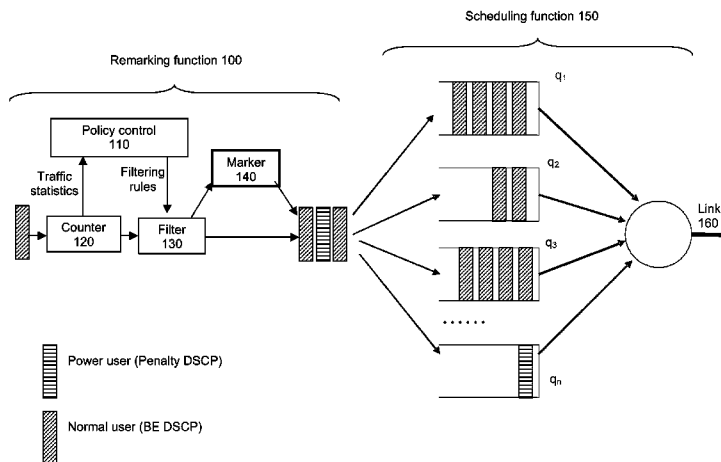 Scheduling function 150
Remarking function 100
q1
Policy control
110
Marker
140
Traffic
statistics
Filtering
rules
q2
Counter
120
Filter
130
Link
160
q3
......
Power user (Penalty DSCP)
qn
Normal user (BE DSCP)